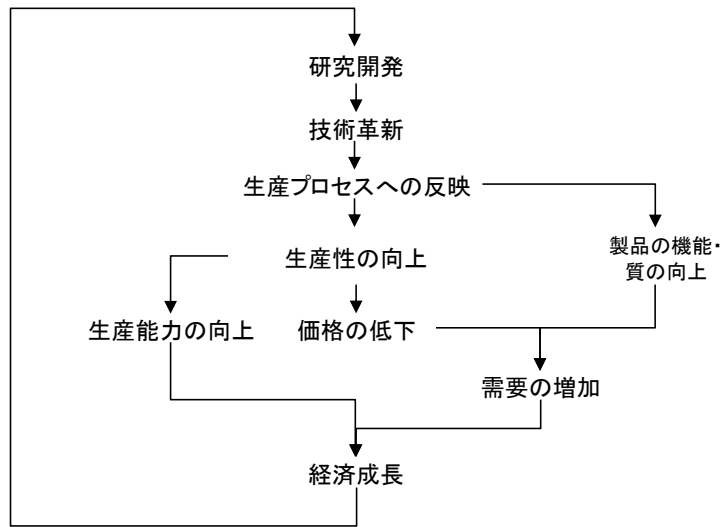 研究開発
技術革新
生産プロセスへの反映
製品の機能・
質の向上
生産性の向上
生産能力の向上
価格の低下
需要の増加
経済成長